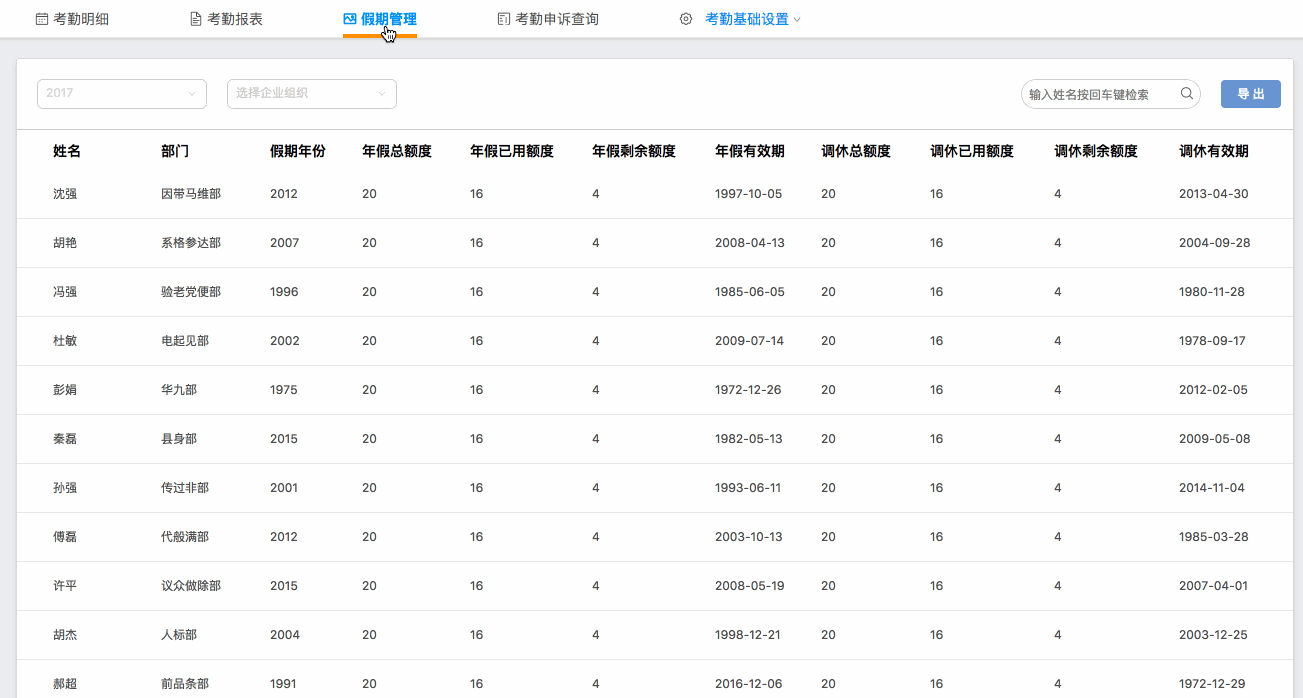 考勤明细 考勤报表 假期管理 考勤申诉查询 考勤基础设置
2017 选择企业组织 输入姓名按回车键检索 导 出
姓名 部门 假期年份 年假总额度 年假已用额度 年假剩余额度 年假有效期 调休总额度 调休已用额度 调休剩余额度 调休有效期
沈强 因带马维部 2012 20 16 4 1997-10-05 20 16 4 2013-04-30
胡艳 系格参达部 2007 20 16 4 2008-04-13 20 16 4 2004-09-28
冯强 验老党便部 1996 20 16 4 1985-06-05 20 16 4 1980-11-28
杜敏 电起见部 2002 20 16 4 2009-07-14 20 16 4 1978-09-17
彭娟 华九部 1975 20 16 4 1972-12-26 20 16 4 2012-02-05
秦磊 县身部 2015 20 16 4 1982-05-13 20 16 4 2009-05-08
孙强 传过非部 2001 20 16 4 1993-06-11 20 16 4 2014-11-04
傅磊 代般满部 2012 20 16 4 2003-10-13 20 16 4 1985-03-28
许平 议众做除部 2015 20 16 4 2008-05-19 20 16 4 2007-04-01
胡杰 人标部 2004 20 16 4 1998-12-21 20 16 4 2003-12-25
郝超 前品条部 1991 20 16 4 2016-12-06 20 16 4 1972-12-29